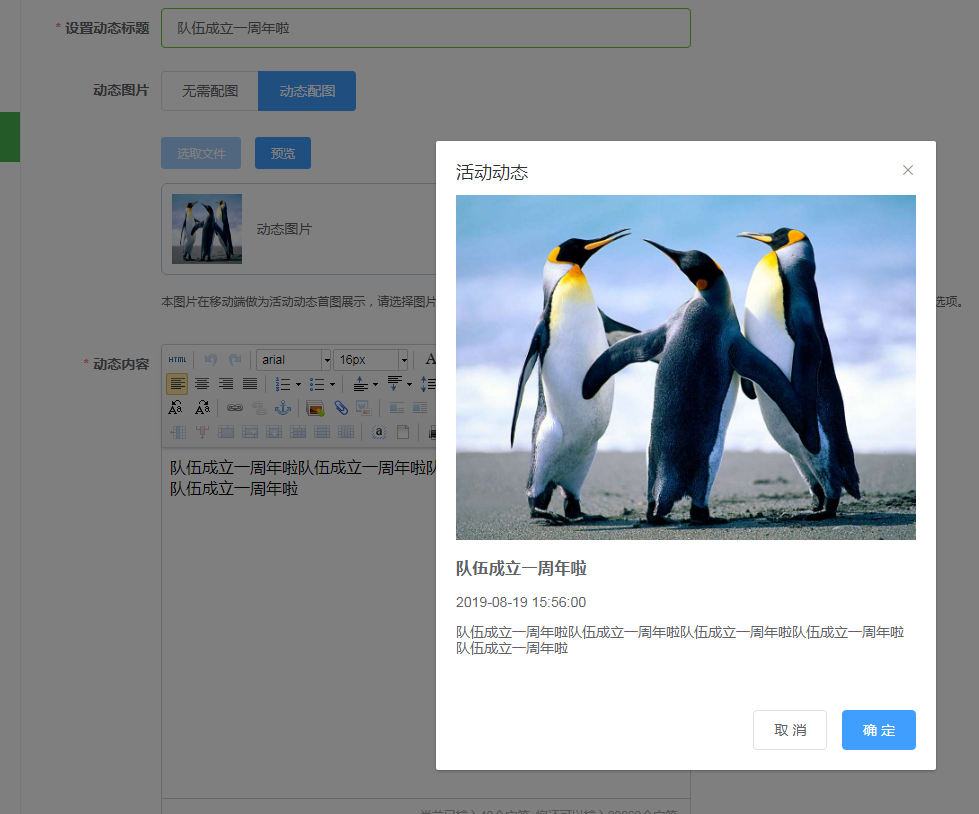 * 设置动态标题
队伍成立一周年啦
动态图片
无需配图
动态配图
选取文件
预览
动态图片
本图片在移动端做为活动动态首图展示，请选择图片
选项。
* 动态内容
HTML
arial
16px
A
队伍成立一周年啦队伍成立一周年啦
队伍成立一周年啦
活动动态
队伍成立一周年啦
2019-08-19 15:56:00
队伍成立一周年啦队伍成立一周年啦队伍成立一周年啦队伍成立一周年啦
队伍成立一周年啦
取 消
确 定